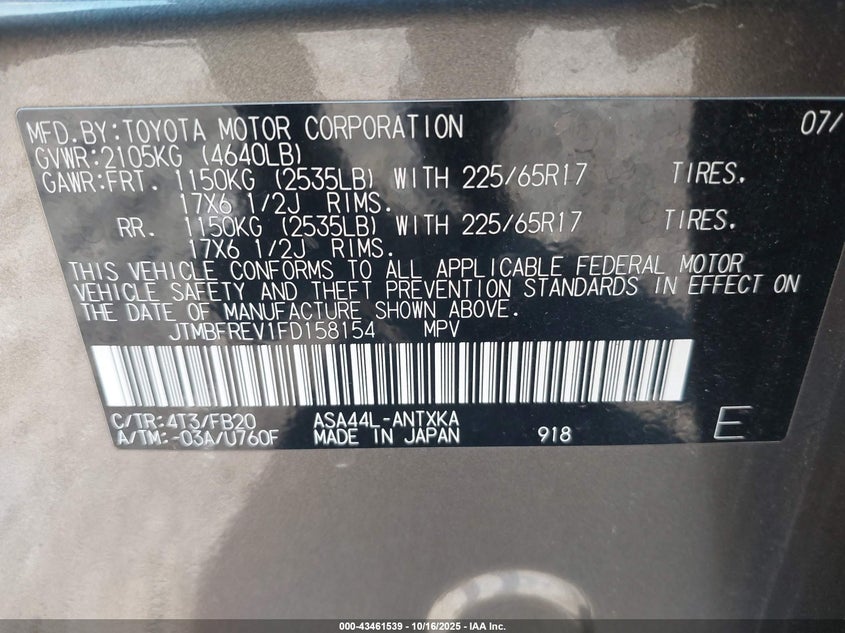 MFD.BY:TOYOTA MOTOR CORPORATION 07/
GVWR:2105KG (4640LB)
GAWR:FRT. 1150KG (2535LB) WITH 225/65R17 TIRES.
17X6 1/2J RIMS.
RR. 1150KG (2535LB) WITH 225/65R17 TIRES.
17X6 1/2J RIMS.
THIS VEHICLE CONFORMS TO ALL APPLICABLE FEDERAL MOTOR
VEHICLE SAFETY AND THEFT PREVENTION STANDARDS IN EFFECT ON
THE DATE OF MANUFACTURE SHOWN ABOVE.
JTMBFREV1FD158154 MPV
C/TR:4T3/FB20 ASA44L-ANTXKA
A/TM:-03A/U760F MADE IN JAPAN 918 E
000-43461539 - 10/16/2025 - IAA Inc.